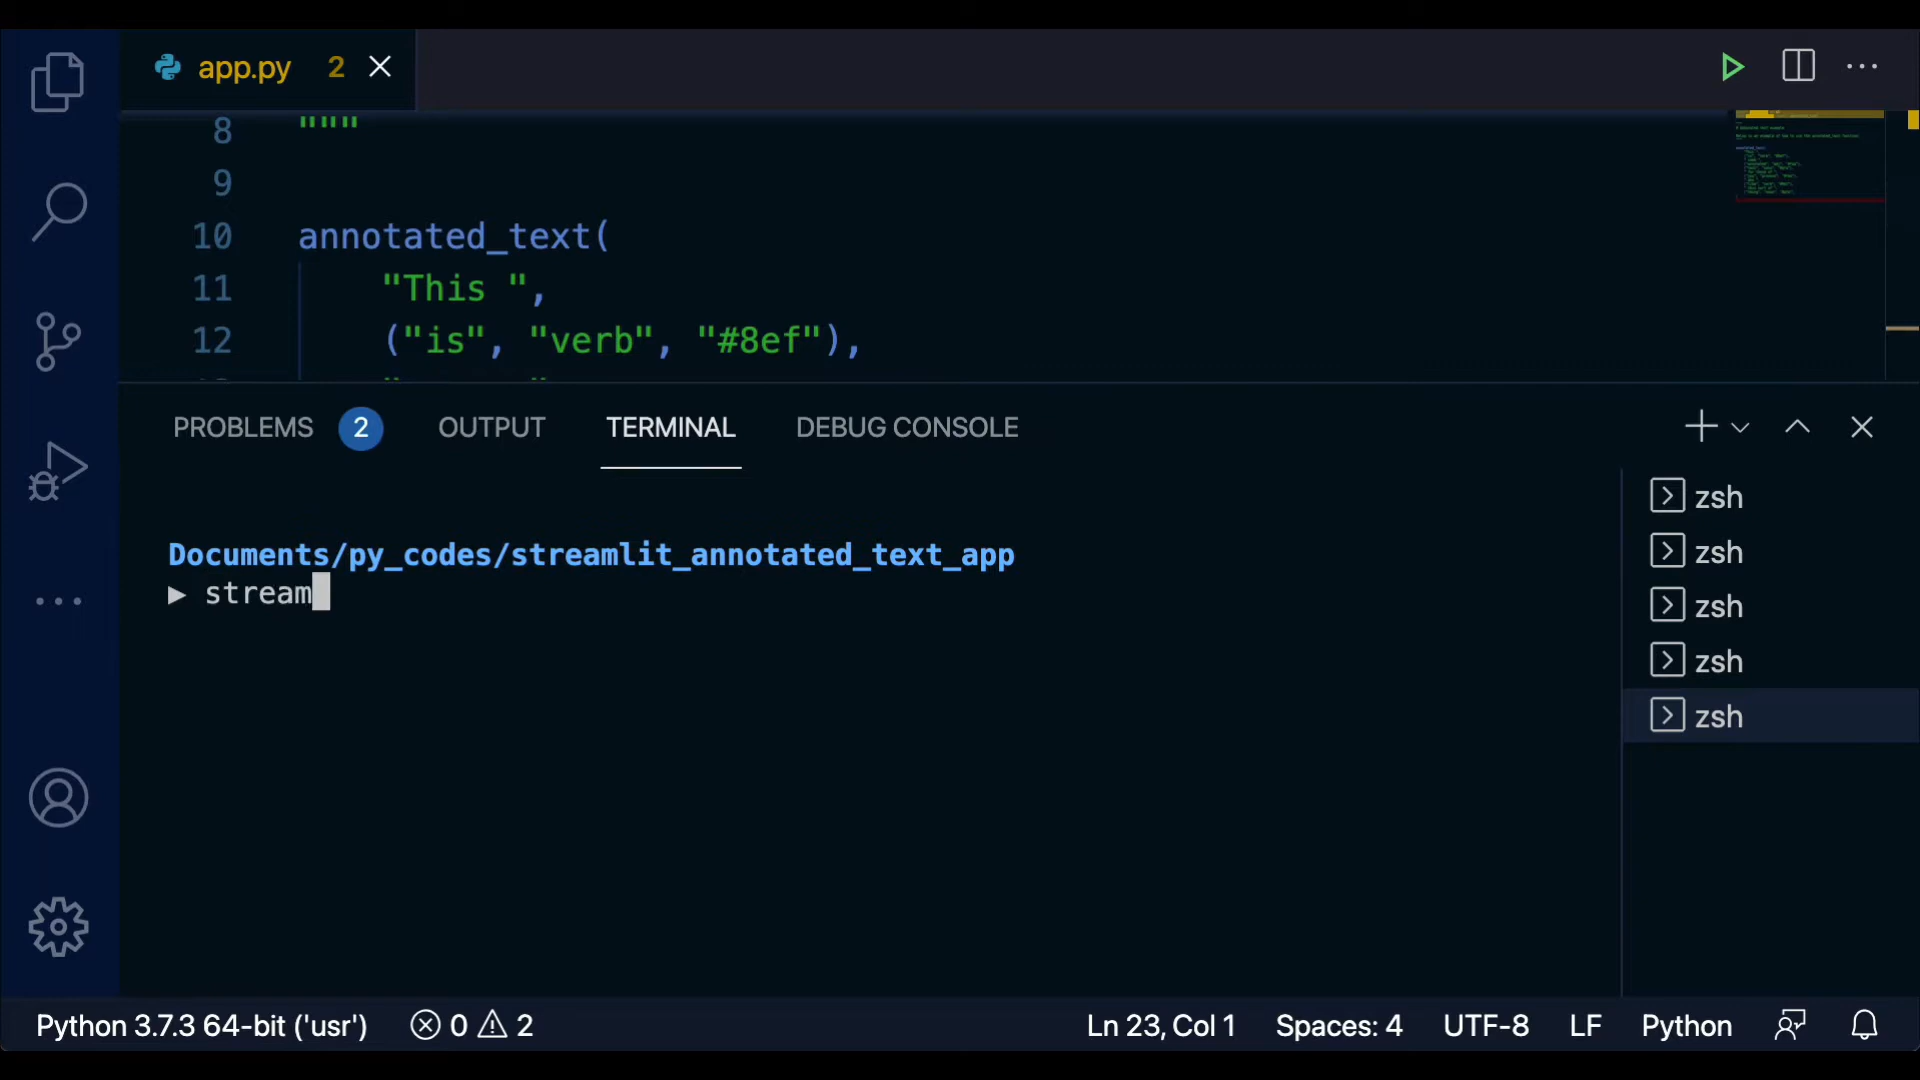 app.py 2
8 """
9
10 annotated_text(
11 "This ",
12 ("is", "verb", "#8ef"),
PROBLEMS 2 OUTPUT TERMINAL DEBUG CONSOLE
Documents/py_codes/streamlit_annotated_text_app
▶ stream
zsh
zsh
zsh
zsh
zsh
Python 3.7.3 64-bit ('usr') 0 2 Ln 23, Col 1 Spaces: 4 UTF-8 LF Python